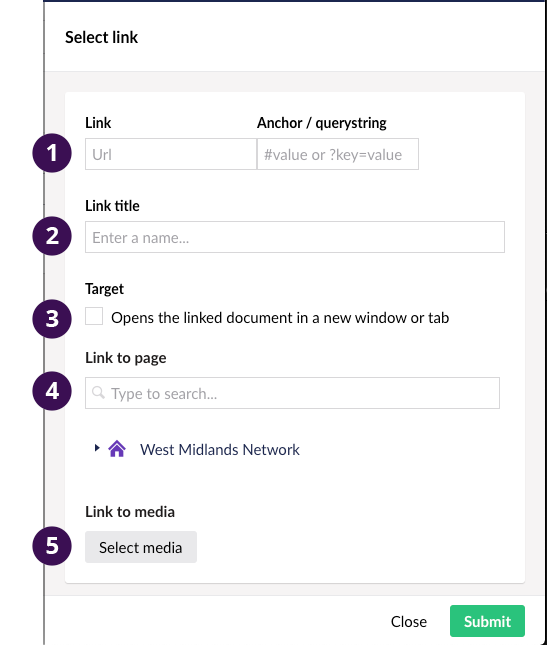 Select link
Link Anchor / querystring
1 Url #value or ?key=value
Link title
2 Enter a name...
Target
3 Opens the linked document in a new window or tab
Link to page
4 Type to search...
West Midlands Network
Link to media
5 Select media
Close Submit